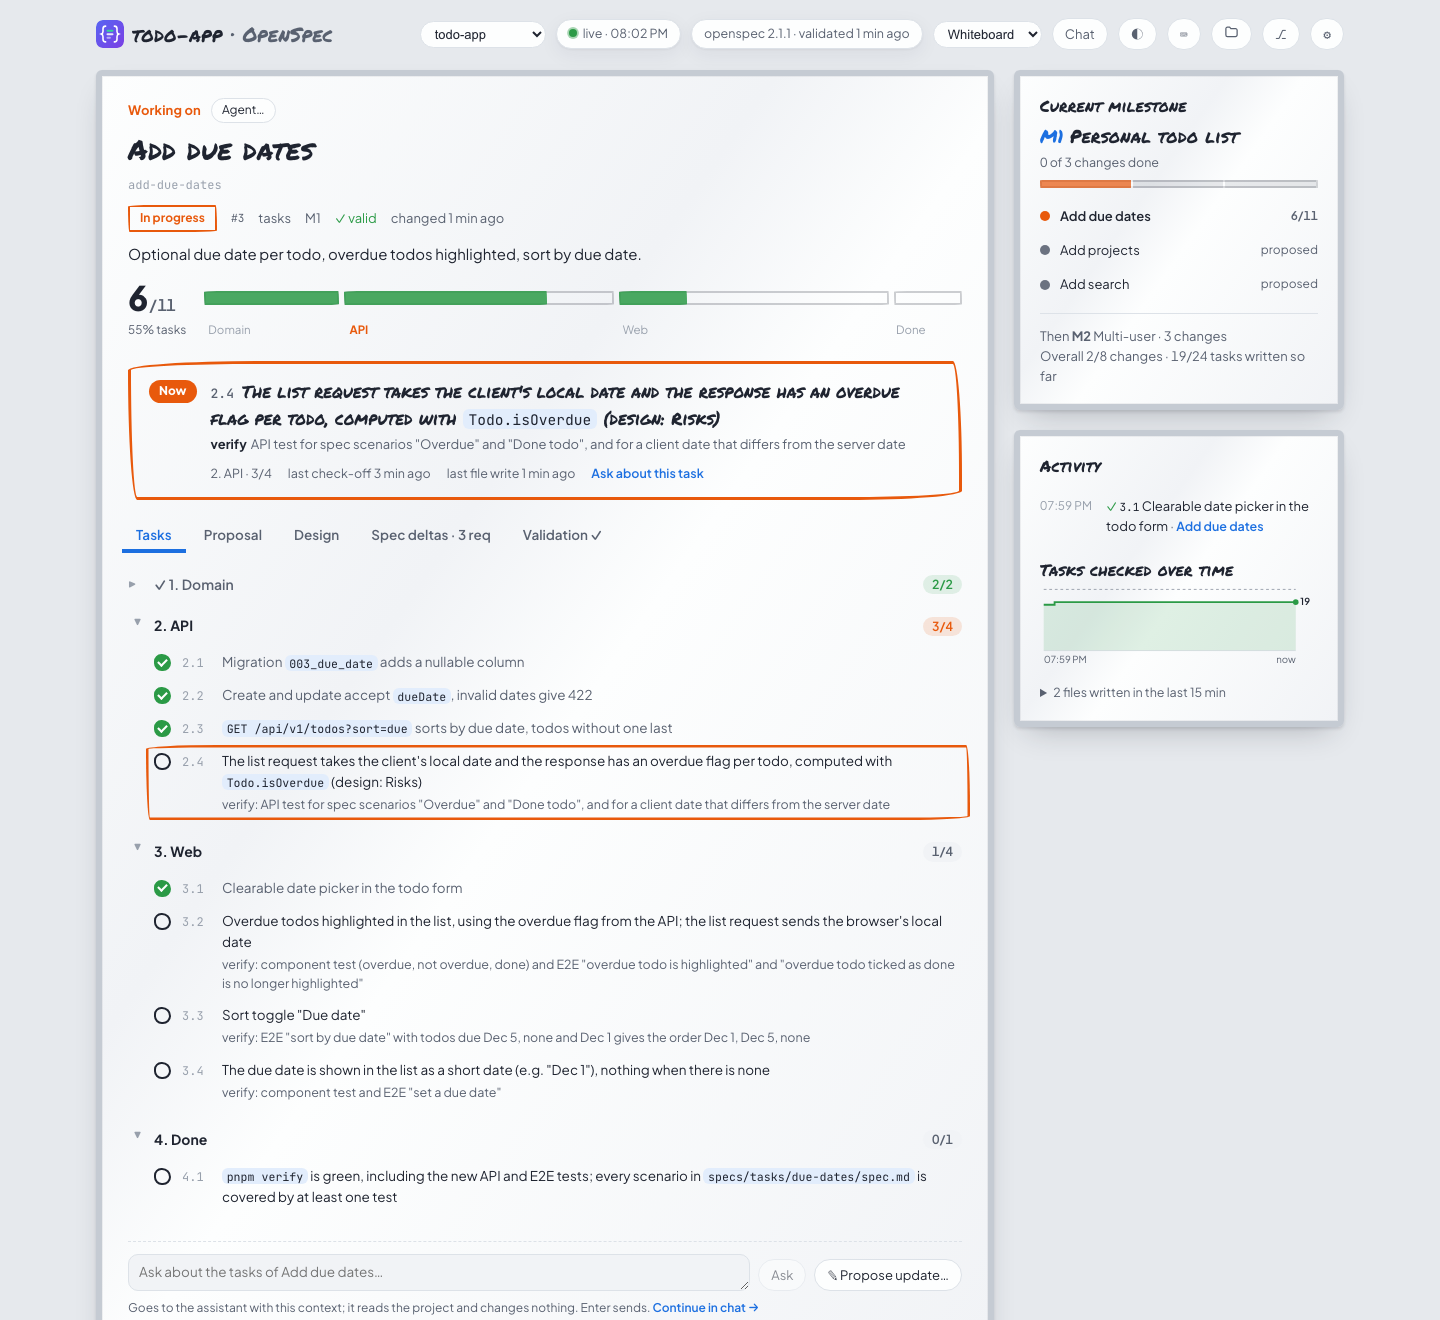 todo-app · OpenSpec
todo-app
live · 08:02 PM
openspec 2.1.1 · validated 1 min ago
Whiteboard
Chat
Working on
Agent…
Add due dates
add-due-dates
In progress
#3
tasks
M1
✓ valid
changed 1 min ago
Optional due date per todo, overdue todos highlighted, sort by due date.
6/11
55% tasks
Domain
API
Web
Done
Now
2.4 The list request takes the client's local date and the response has an overdue
flag per todo, computed with Todo.isOverdue (design: Risks)
verify API test for spec scenarios "Overdue" and "Done todo", and for a client date that differs from the server date
2. API · 3/4
last check-off 3 min ago
last file write 1 min ago
Ask about this task
Tasks
Proposal
Design
Spec deltas · 3 req
Validation ✓
✓ 1. Domain
2/2
2. API
3/4
2.1 Migration 003_due_date adds a nullable column
2.2 Create and update accept dueDate, invalid dates give 422
2.3 GET /api/v1/todos?sort=due sorts by due date, todos without one last
2.4 The list request takes the client's local date and the response has an overdue flag per todo, computed with
Todo.isOverdue (design: Risks)
verify: API test for spec scenarios "Overdue" and "Done todo", and for a client date that differs from the server date
3. Web
1/4
3.1 Clearable date picker in the todo form
3.2 Overdue todos highlighted in the list, using the overdue flag from the API; the list request sends the browser's local
date
verify: component test (overdue, not overdue, done) and E2E "overdue todo is highlighted" and "overdue todo ticked as done
is no longer highlighted"
3.3 Sort toggle "Due date"
verify: E2E "sort by due date" with todos due Dec 5, none and Dec 1 gives the order Dec 1, Dec 5, none
3.4 The due date is shown in the list as a short date (e.g. "Dec 1"), nothing when there is none
verify: component test and E2E "set a due date"
4. Done
0/1
4.1 pnpm verify is green, including the new API and E2E tests; every scenario in specs/tasks/due-dates/spec.md is
covered by at least one test
Ask about the tasks of Add due dates…
Ask
✎ Propose update…
Goes to the assistant with this context; it reads the project and changes nothing. Enter sends. Continue in chat →
Current milestone
M1 Personal todo list
0 of 3 changes done
Add due dates
6/11
Add projects
proposed
Add search
proposed
Then M2 Multi-user · 3 changes
Overall 2/8 changes · 19/24 tasks written so
far
Activity
07:59 PM
✓ 3.1 Clearable date picker in the
todo form · Add due dates
Tasks checked over time
19
07:59 PM
now
2 files written in the last 15 min